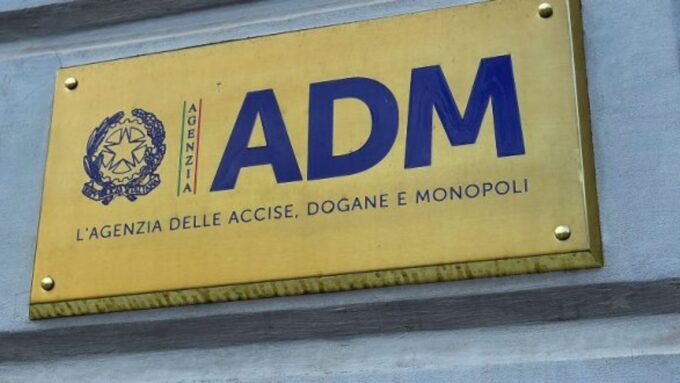 AGENZIA
ADM
L'AGENZIA DELLE ACCISE, DOGANE E MONOPOLI